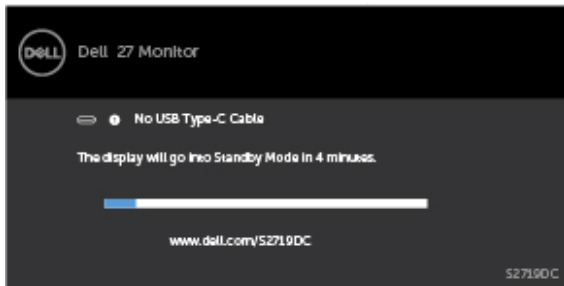 DELL
Dell 27 Monitor
No USB Type-C Cable
The display will go into Standby Mode in 4 minutes.
www.dell.com/S2719DC
S2719DC